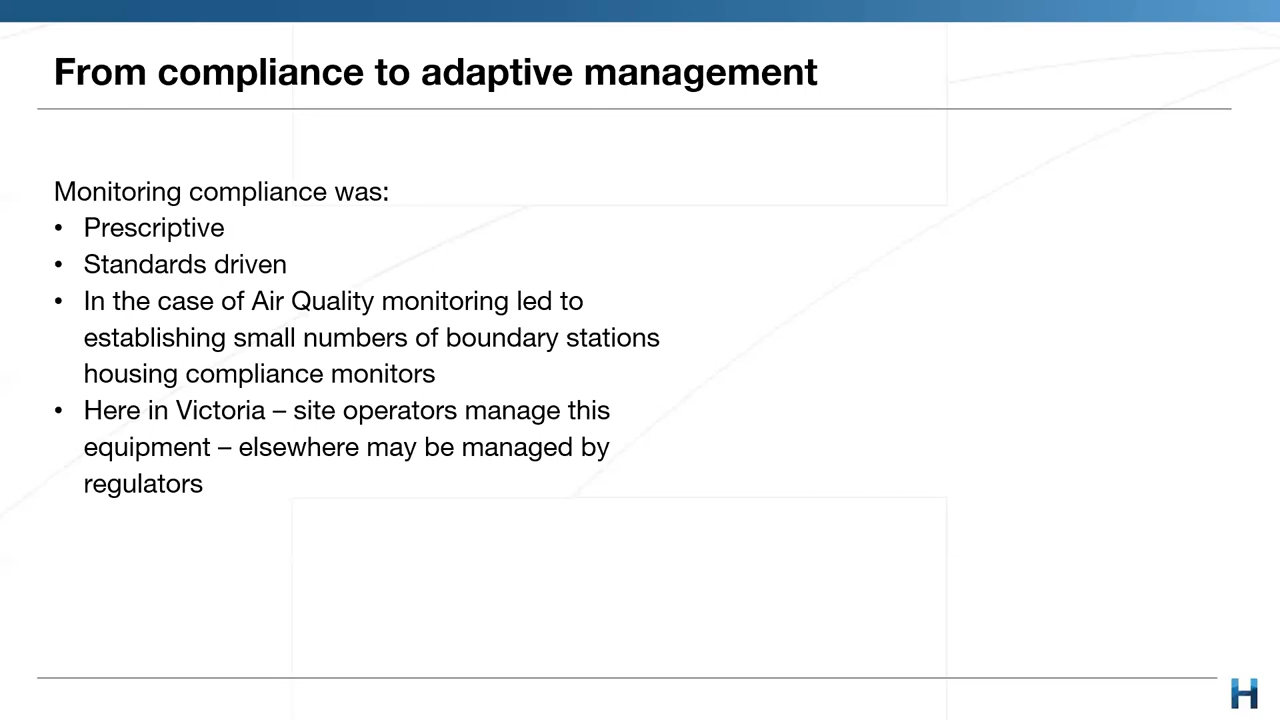 From compliance to adaptive management
Monitoring compliance was:
• Prescriptive
• Standards driven
• In the case of Air Quality monitoring led to
establishing small numbers of boundary stations
housing compliance monitors
• Here in Victoria – site operators manage this
equipment – elsewhere may be managed by
regulators
H